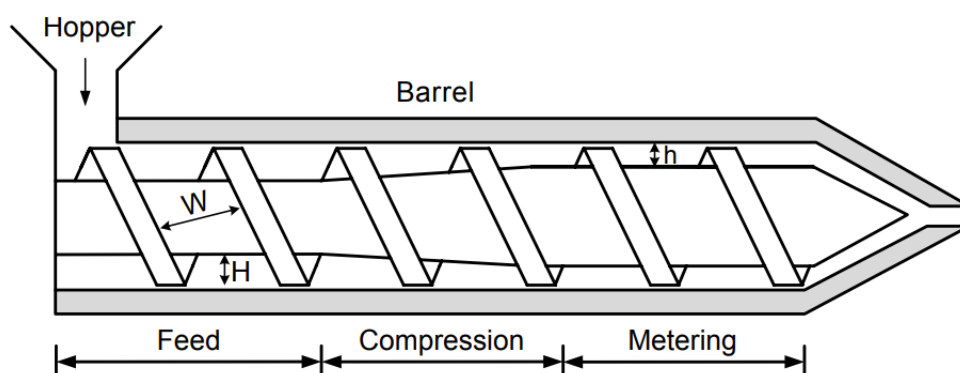 Hopper
Barrel
h
W
H
Feed
Compression
Metering